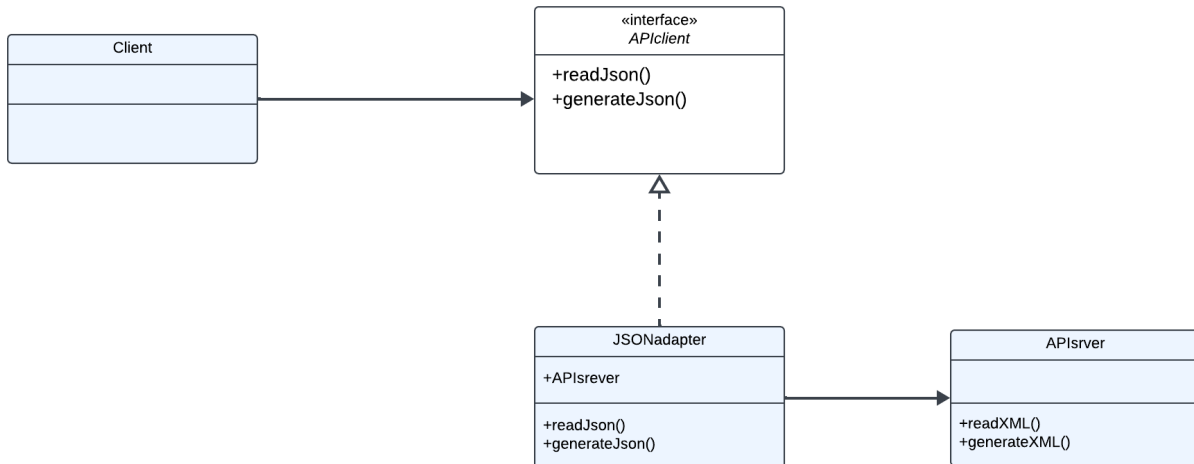 Client
«interface»
APIclient
+readJson()
+generateJson()
JSONadapter
+APIsrever
+readJson()
+generateJson()
APIsrver
+readXML()
+generateXML()